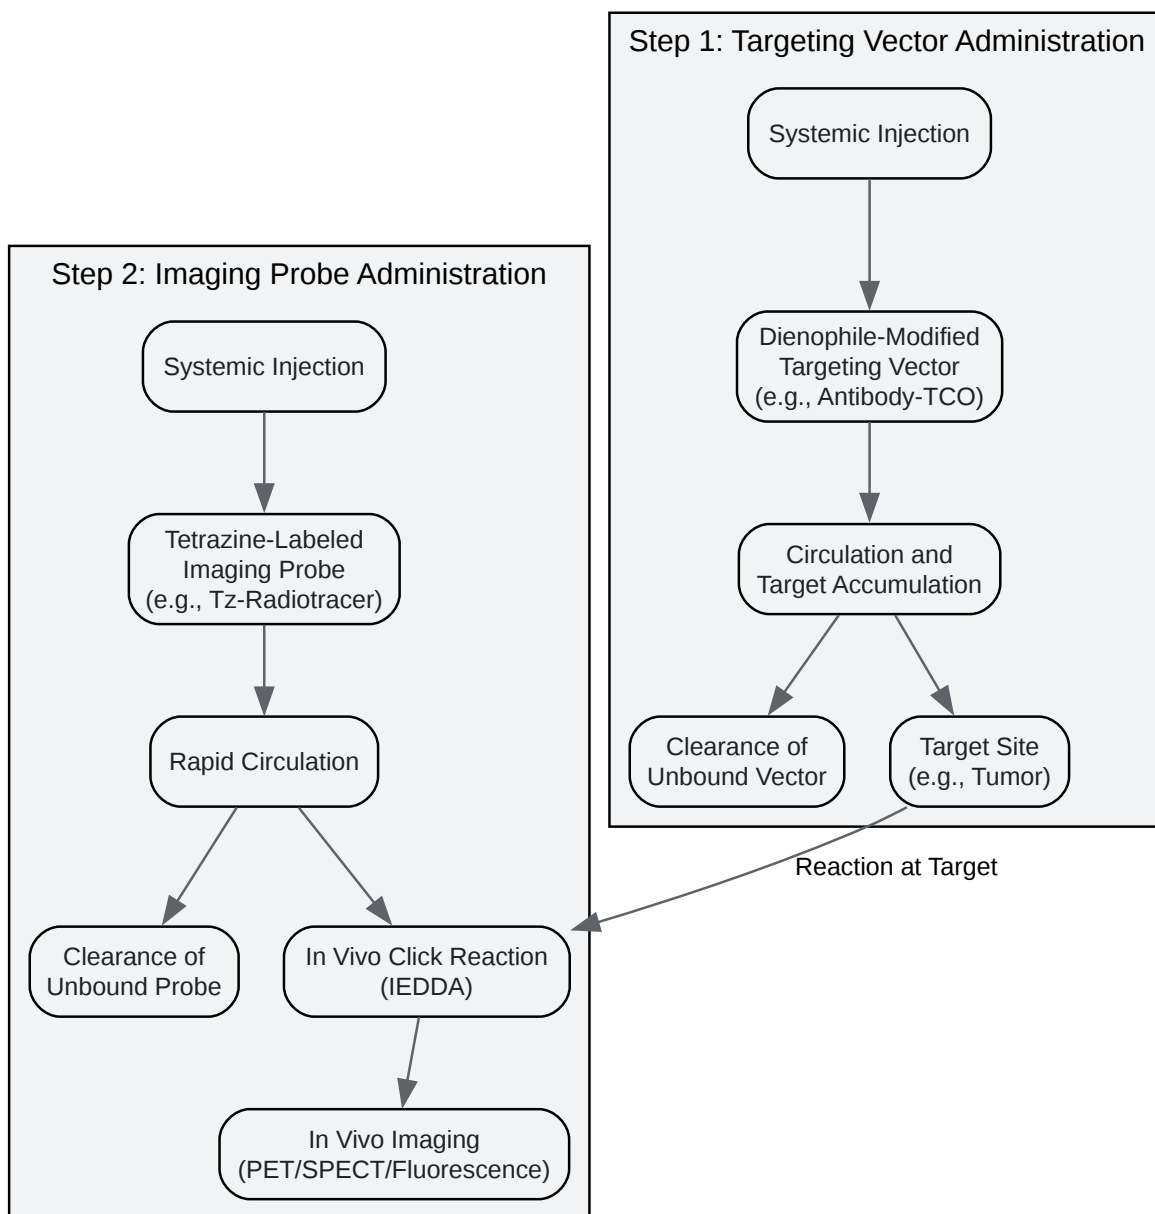 Step 1: Targeting Vector Administration
Systemic Injection
Dienophile-Modified
Targeting Vector
(e.g., Antibody-TCO)
Circulation and
Target Accumulation
Clearance of
Unbound Vector
Target Site
(e.g., Tumor)
Reaction at Target
Step 2: Imaging Probe Administration
Systemic Injection
Tetrazine-Labeled
Imaging Probe
(e.g., Tz-Radiotracer)
Rapid Circulation
Clearance of
Unbound Probe
In Vivo Click Reaction
(IEDDA)
In Vivo Imaging
(PET/SPECT/Fluorescence)